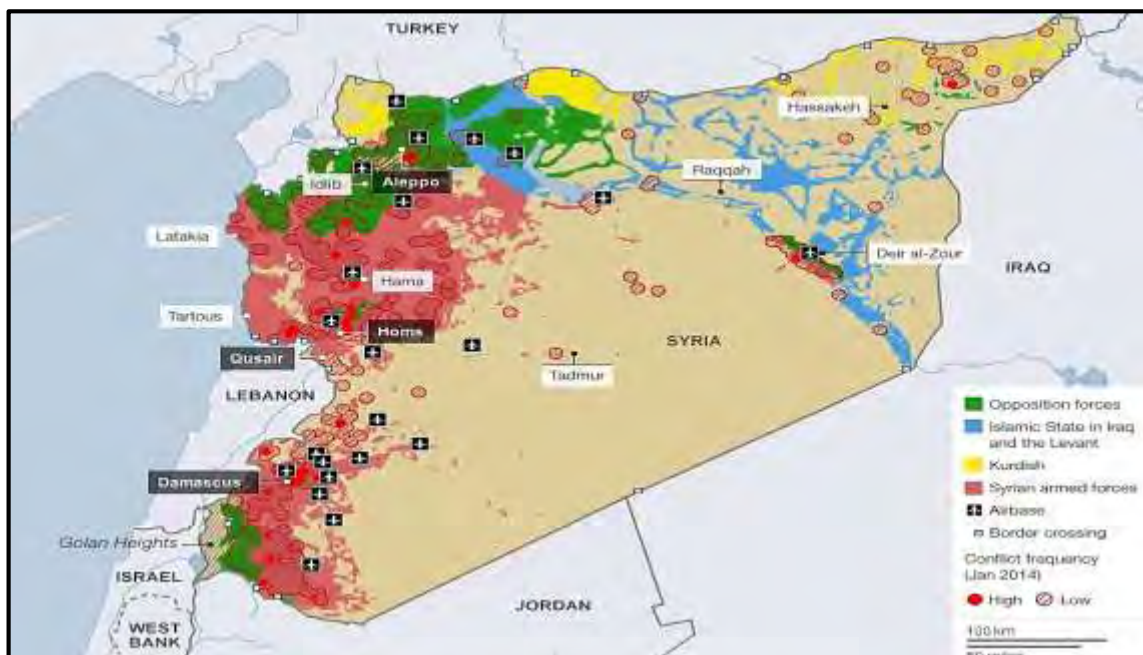 TURKEY
Hassakeh
Idlib
Aleppo
Raqqah
Latakia
Deir al-Zour
IRAQ
Hama
Tartous
Homs
SYRIA
Qusair
Tadmur
LEBANON
Damascus
Golan Heights
ISRAEL
JORDAN
WEST
BANK
Opposition forces
Islamic State in Iraq
and the Levant
Kurdish
Syrian armed forces
Airbase
Border crossing
Conflict frequency
(Jan 2014)
High Low
100 km